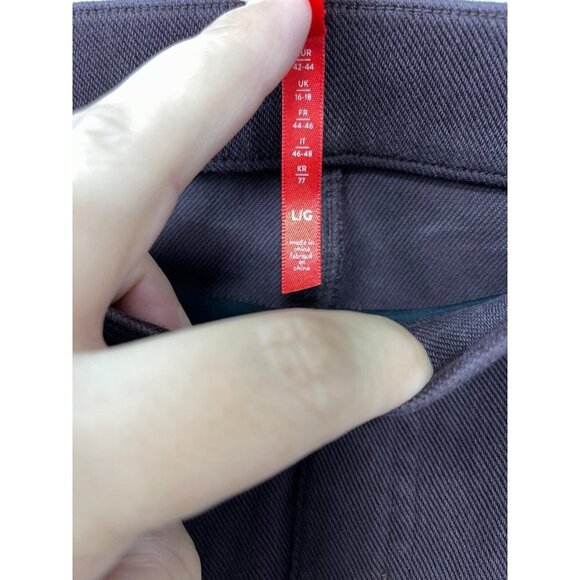 UR
42-44
UK
16-18
FR
44-46
IT
46-48
KR
77
L/G
made in
china
fabriqué
en
chine